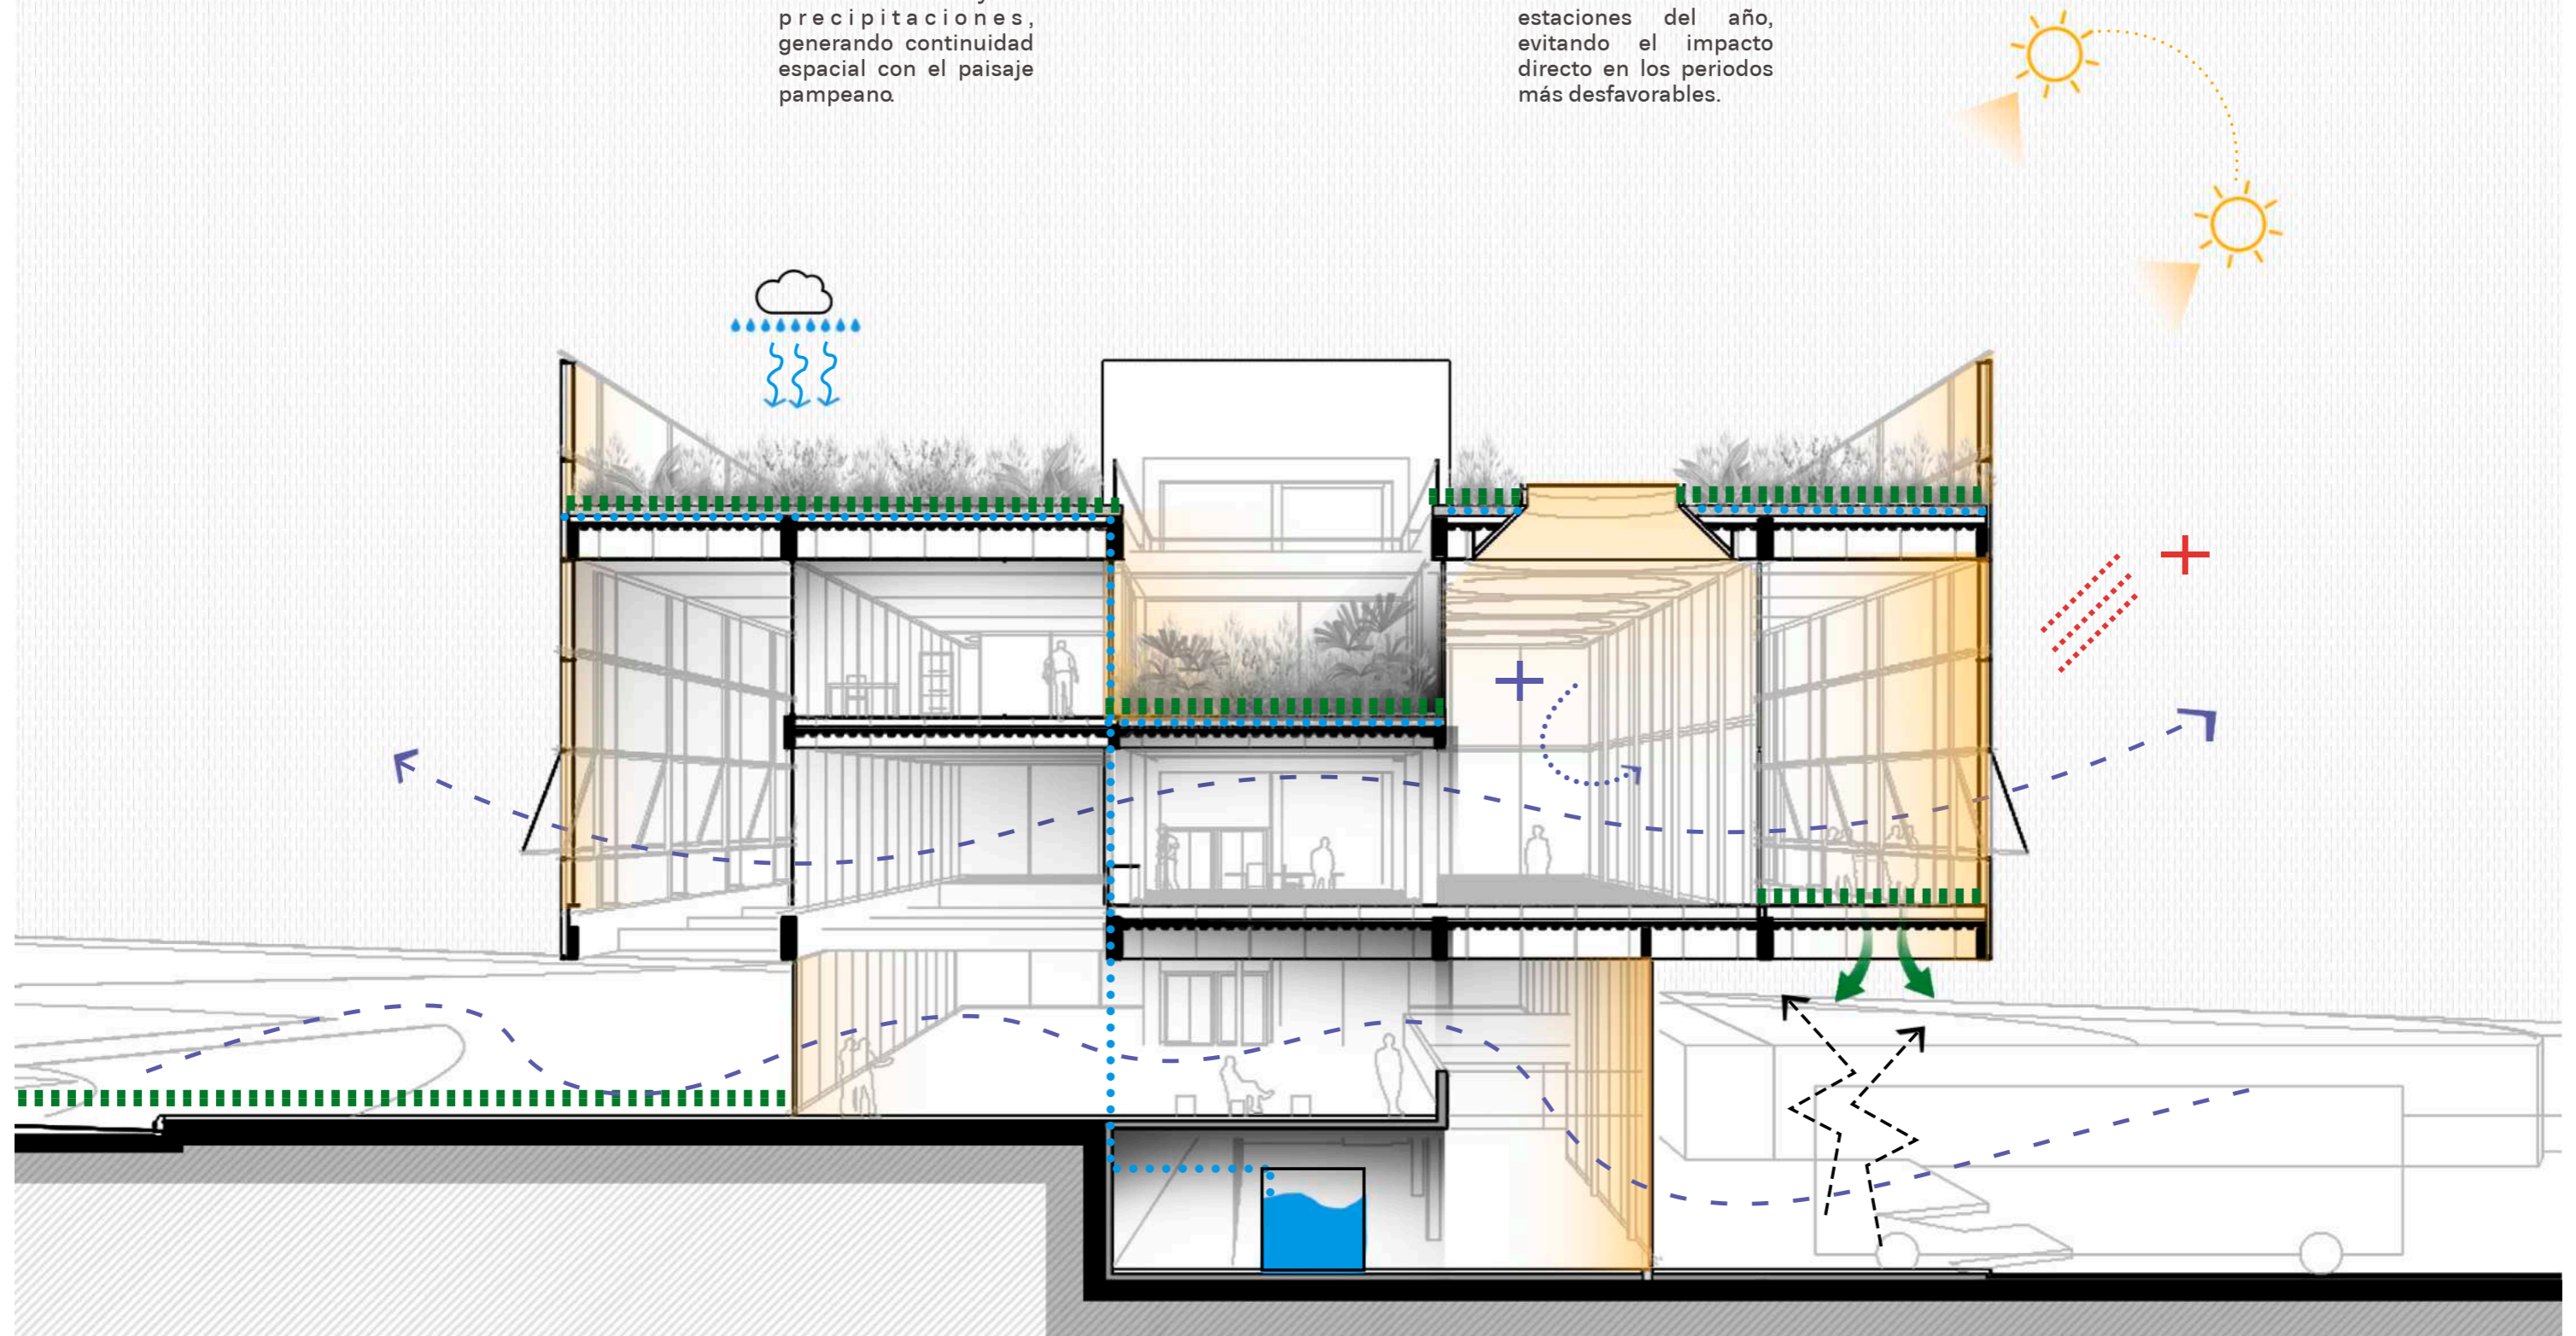 precipitaciones,
generando continuidad
espacial con el paisaje
pampeano.
estaciones del año,
evitando el impacto
directo en los periodos
más desfavorables.